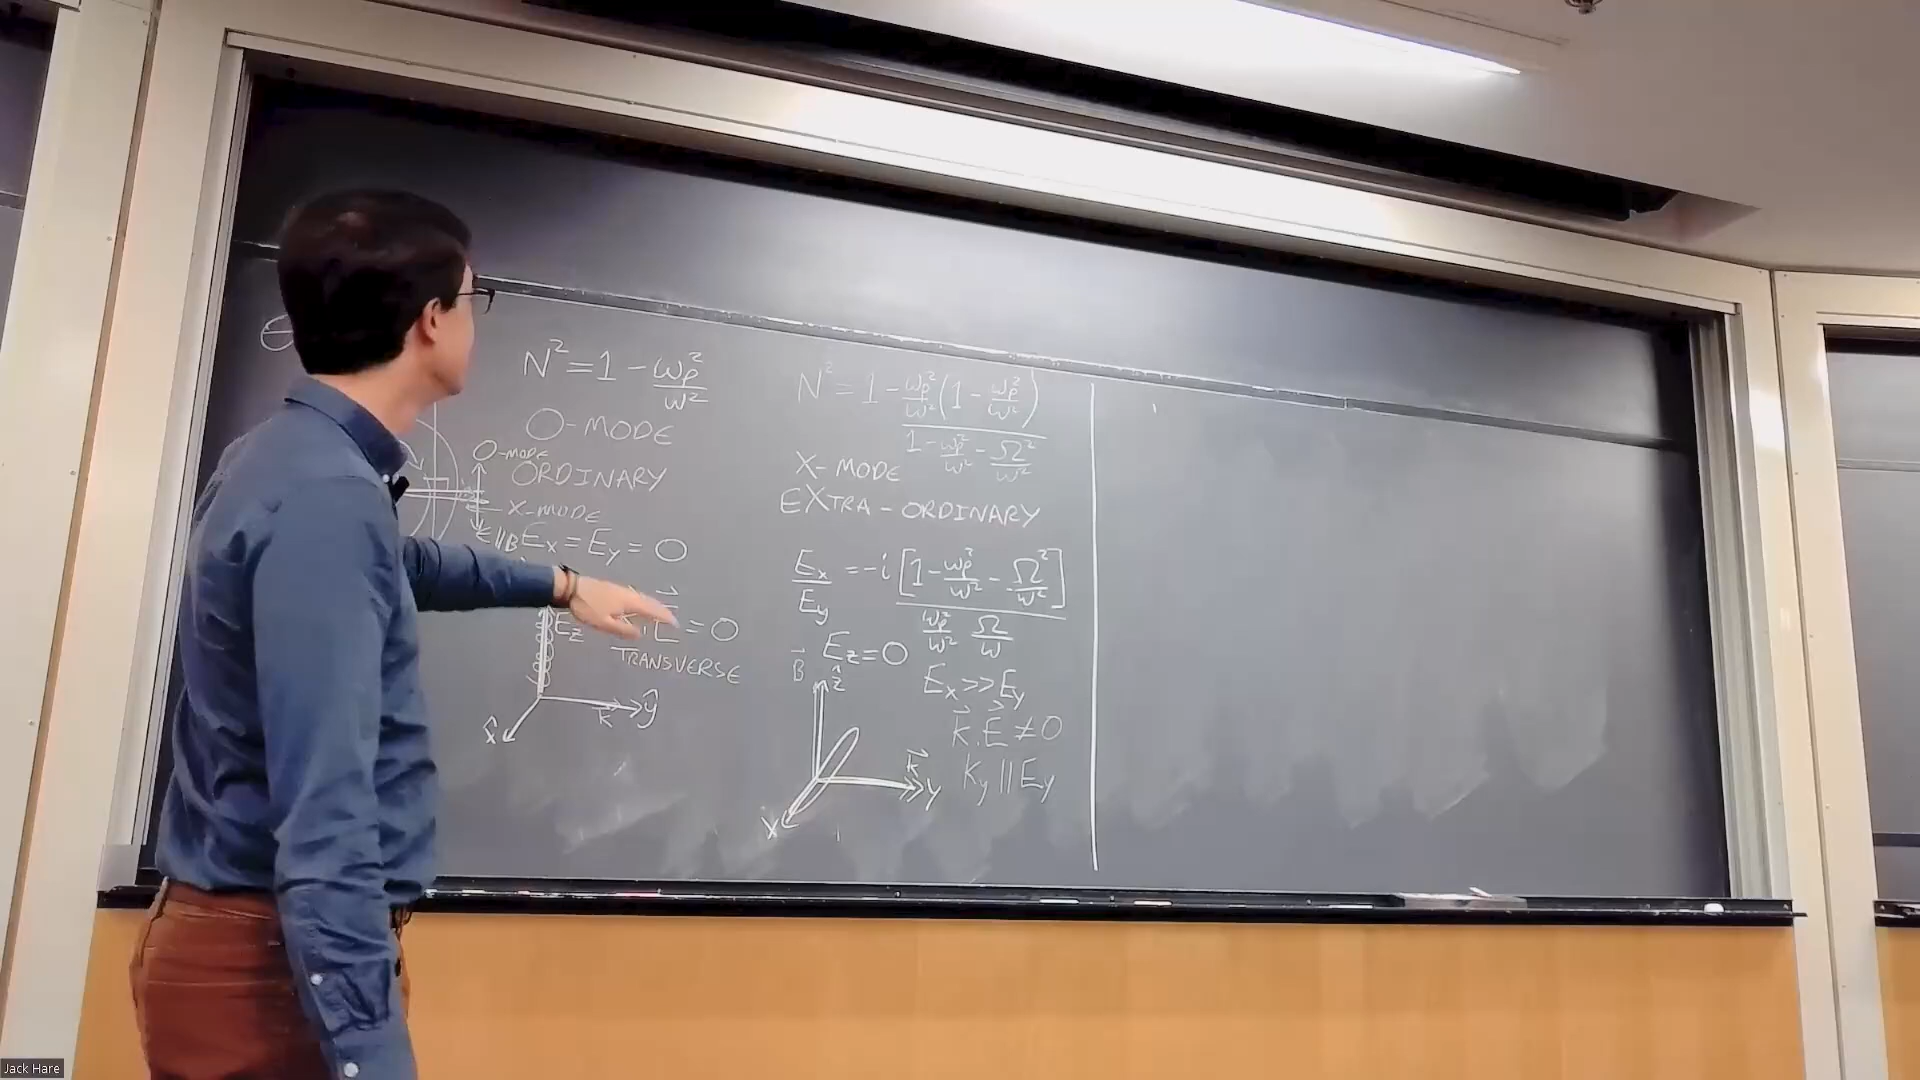 N² = 1 - ωp²/ω²
O-MODE
ORDINARY
O-MODE
X-MODE
E∥B
Ex = Ey = 0
Ez
E = 0
TRANSVERSE
k
ŷ
x̂
N² = 1 - ωp²/ω² (1 - ωp²/ω²) / (1 - ωp²/ω² - Ω²/ω²)
X-MODE
EXTRA-ORDINARY
Ex/Ey = -i [1 - ωp²/ω² - Ω²/ω²] / (ωp²/ω² Ω/ω)
Ez = 0
Ex >> Ey
k⃗.E⃗ ≠ 0
ky ∥ Ey
B⃗
ẑ
k⃗
y
x
Jack Hare